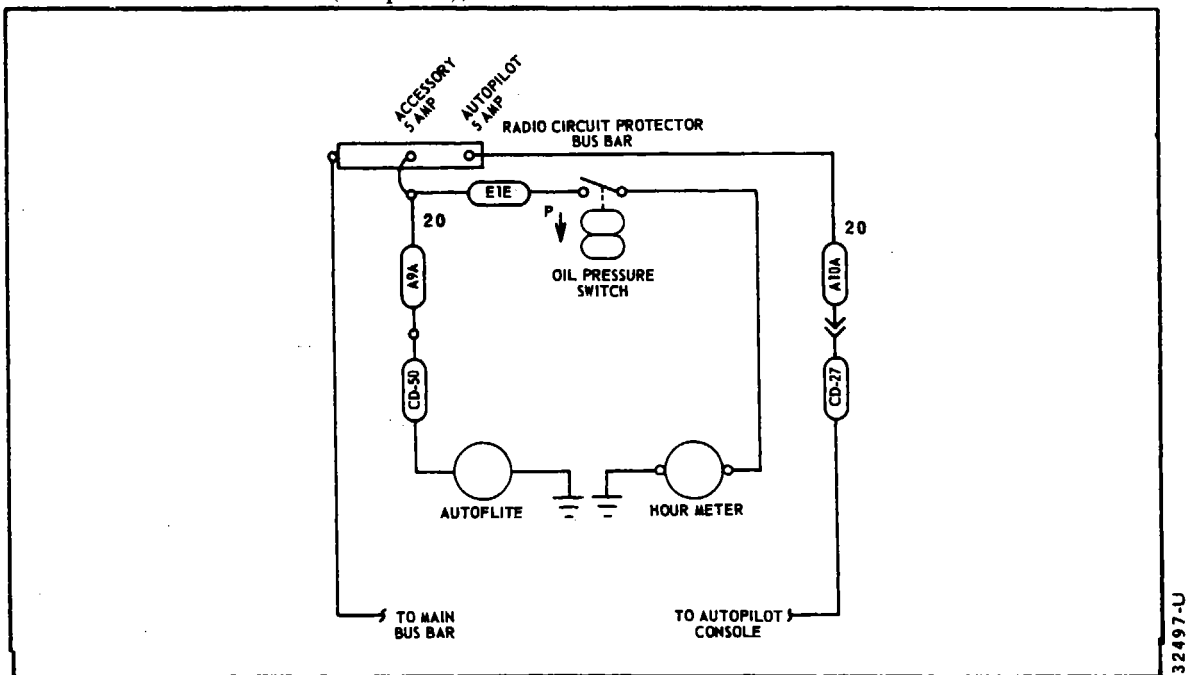 ACCESSORY
5 AMP
AUTOPILOT
5 AMP
RADIO CIRCUIT PROTECTOR
BUS BAR
E1E
20
P
20
OIL PRESSURE
SWITCH
A9A
A10A
CD-50
CD-27
AUTOFLITE
HOUR METER
TO MAIN
BUS BAR
TO AUTOPILOT
CONSOLE
32497-U